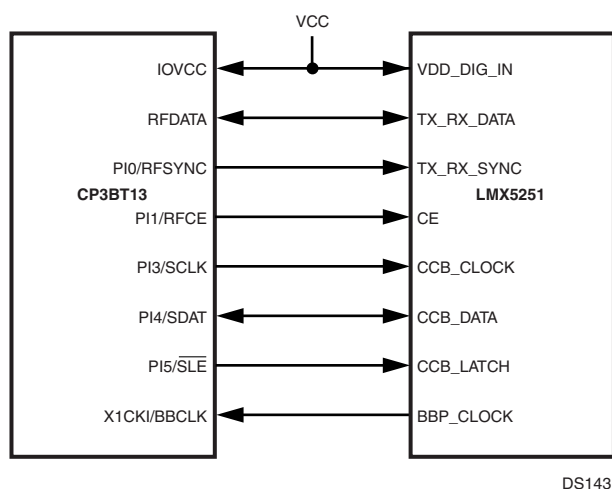 VCC
IOVCC VDD_DIG_IN
RFDATA TX_RX_DATA
PI0/RFSYNC TX_RX_SYNC
CP3BT13 LMX5251
PI1/RFCE CE
PI3/SCLK CCB_CLOCK
PI4/SDAT CCB_DATA
PI5/SLE CCB_LATCH
X1CKI/BBCLK BBP_CLOCK
DS143